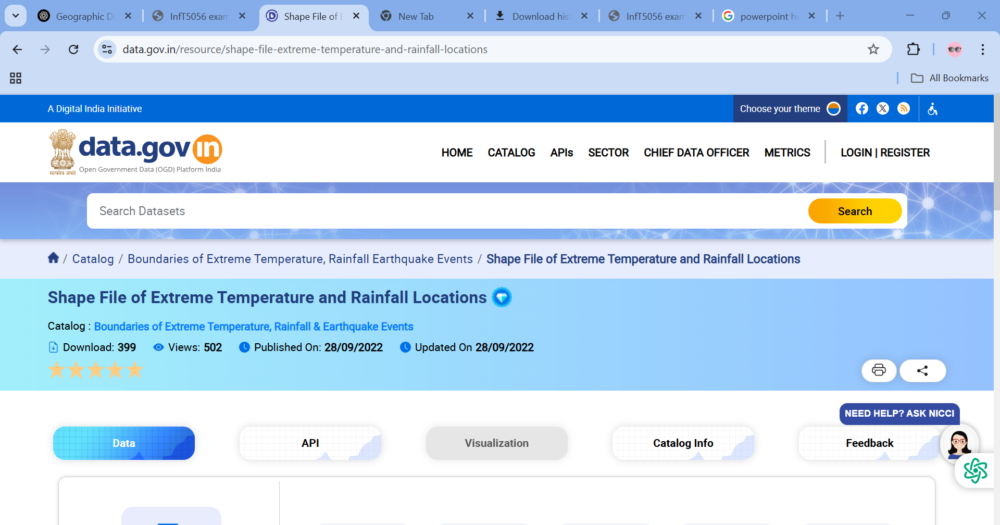 Geographic D
InfT5056 exam
Shape File of E
New Tab
Download hist
InfT5056 exam
powerpoint he
data.gov.in/resource/shape-file-extreme-temperature-and-rainfall-locations
All Bookmarks
A Digital India Initiative
Choose your theme
data.gov in
Open Government Data (OGD) Platform India
सत्यमेव जयते
HOME CATALOG APIs SECTOR CHIEF DATA OFFICER METRICS LOGIN | REGISTER
Search Datasets
Search
/ Catalog / Boundaries of Extreme Temperature, Rainfall Earthquake Events / Shape File of Extreme Temperature and Rainfall Locations
Shape File of Extreme Temperature and Rainfall Locations
Catalog : Boundaries of Extreme Temperature, Rainfall & Earthquake Events
Download: 399 Views: 502 Published On: 28/09/2022 Updated On 28/09/2022
NEED HELP? ASK NICCI
Data
API
Visualization
Catalog Info
Feedback